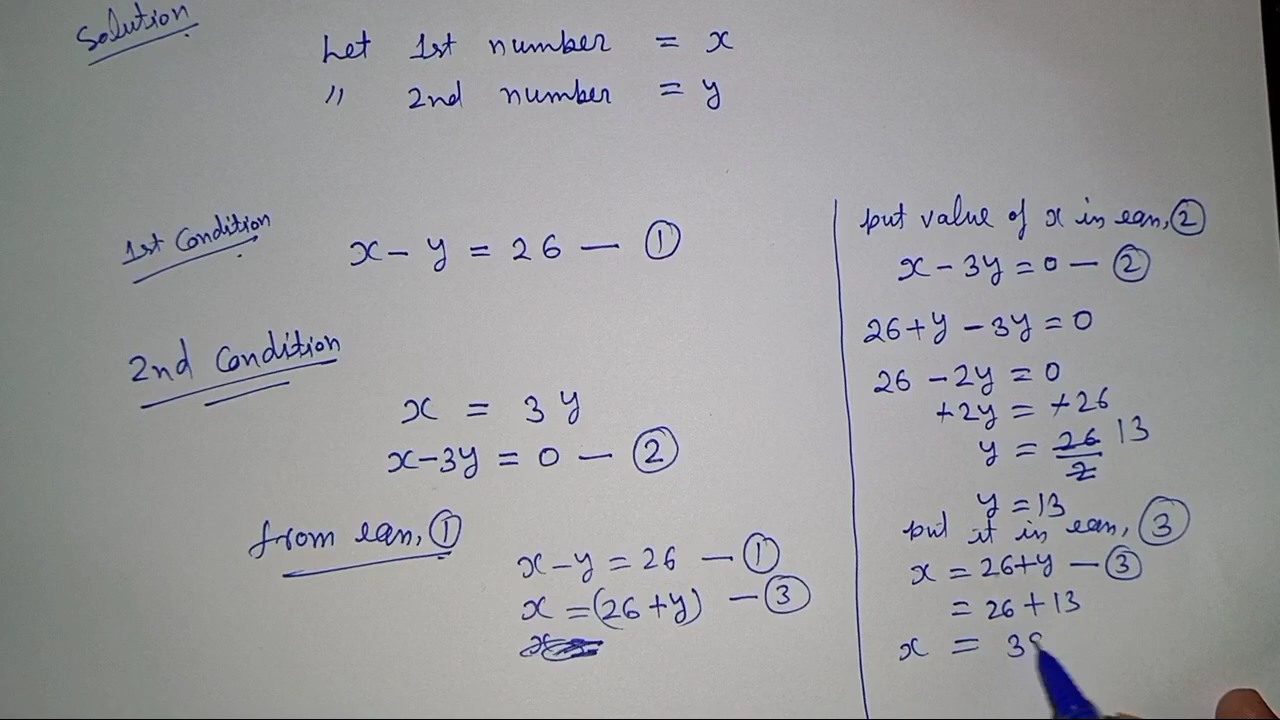 Solution
Let 1st number = x
〃 2nd number = y
1st Condition
x - y = 26 — ①
2nd Condition
x = 3y
x-3y = 0 — ②
from eqn, ①
x-y = 26 — ①
x = (26+y) — ③
put value of x in eqn, ②
x - 3y = 0 — ②
26+y - 3y = 0
26 - 2y = 0
+2y = +26
y = 26/2 13
y = 13
put it in eqn, ③
x = 26+y — ③
= 26 + 13
x = 39